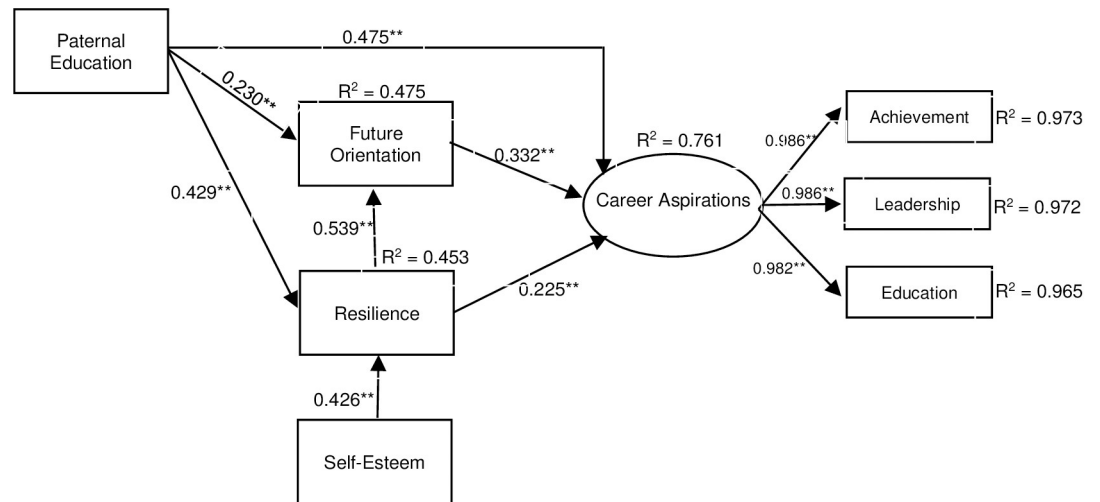 Paternal
Education
0.475**
0.230**
R² = 0.475
Future
Orientation
0.332**
0.429**
0.539**
R² = 0.453
Resilience
0.225**
0.426**
Self-Esteem
R² = 0.761
Career Aspirations
0.986**
Achievement
R² = 0.973
0.986**
Leadership
R² = 0.972
0.982**
Education
R² = 0.965